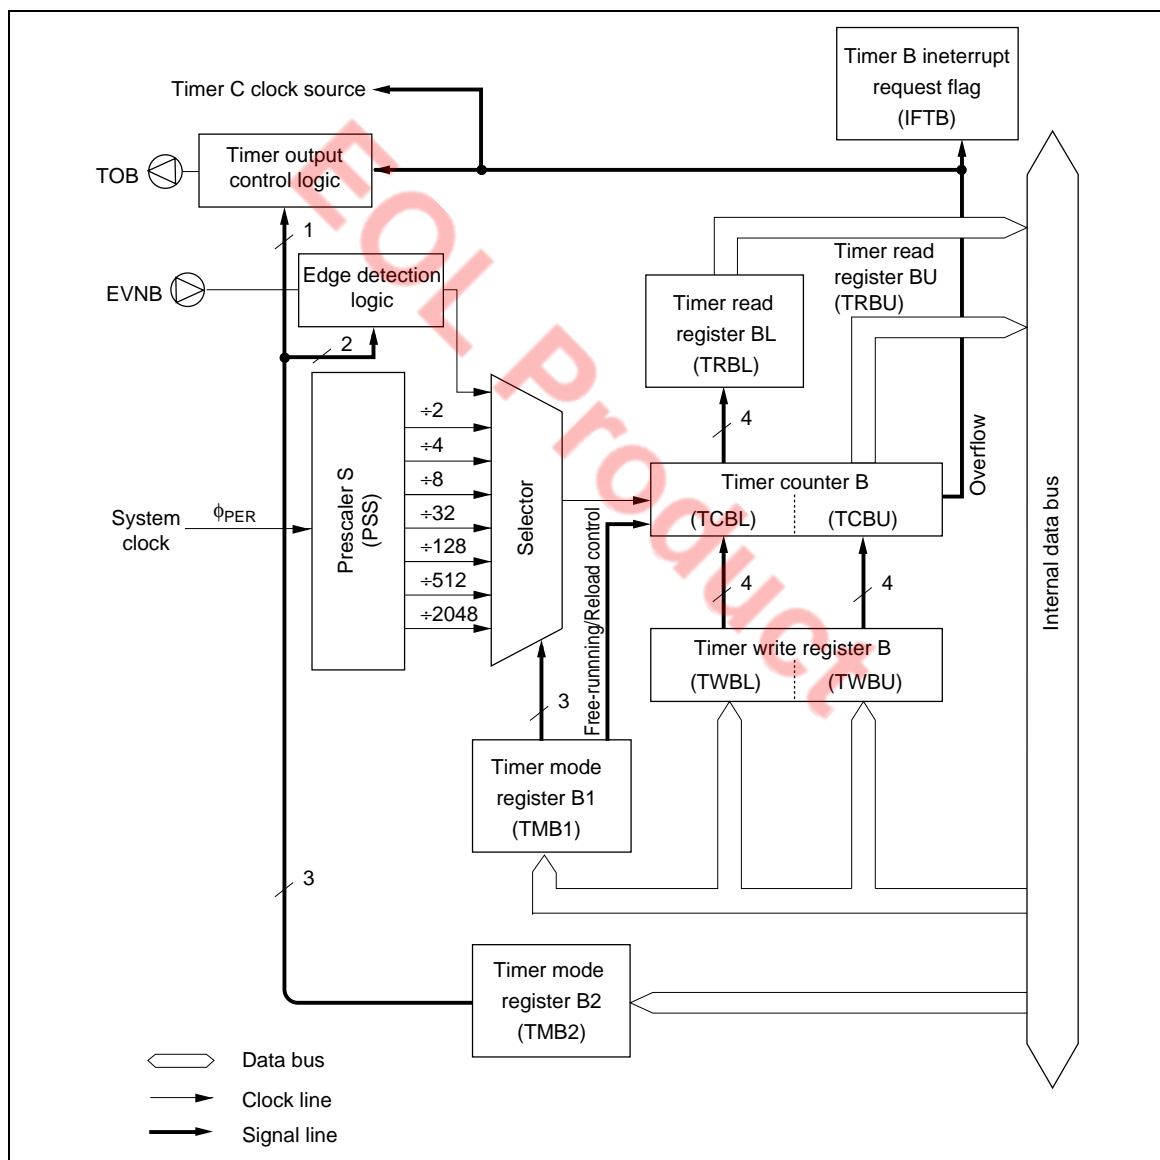 Timer B ineterrupt
request flag
(IFTB)
Timer C clock source
Timer output
control logic
TOB
1
Edge detection
logic
EVNB
2
Timer read
register BL
(TRBL)
Timer read
register BU
(TRBU)
Overflow
Internal data bus
Prescaler S
(PSS)
÷2
÷4
÷8
÷32
÷128
÷512
÷2048
Selector
System
clock
ϕPER
4
Timer counter B
(TCBL)
(TCBU)
4
4
Free-runnning/Reload control
Timer write register B
(TWBL)
(TWBU)
3
Timer mode
register B1
(TMB1)
3
Timer mode
register B2
(TMB2)
Data bus
Clock line
Signal line
EOL Product